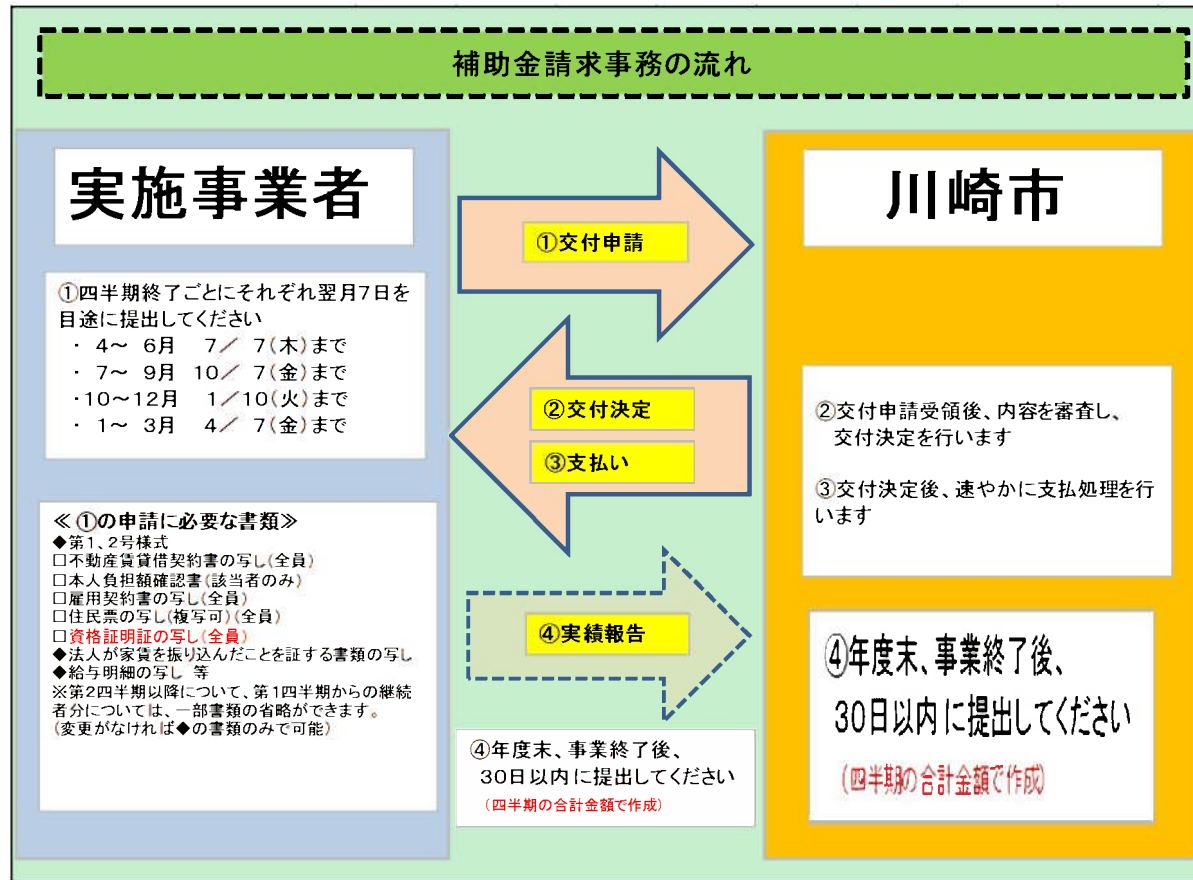 補助金請求事務の流れ
実施事業者
①四半期終了ごとにそれぞれ翌月7日を
目途に提出してください
・ 4~ 6月 7/ 7(木)まで
・ 7~ 9月 10/ 7(金)まで
・10~12月 1/10(火)まで
・ 1~ 3月 4/ 7(金)まで
≪①の申請に必要な書類≫
◆第1、2号様式
□不動産賃貸借契約書の写し(全員)
□本人負担額確認書(該当者のみ)
□雇用契約書の写し(全員)
□住民票の写し(複写可)(全員)
□資格証明証の写し(全員)
◆法人が家賃を振り込んだことを証する書類の写し
◆給与明細の写し 等
※第2四半期以降について、第1四半期からの継続
者分については、一部書類の省略ができます。
(変更がなければ◆の書類のみで可能)
①交付申請
②交付決定
③支払い
④実績報告
④年度末、事業終了後、
30日以内に提出してください
(四半期の合計金額で作成)
川崎市
②交付申請受領後、内容を審査し、
交付決定を行います
③交付決定後、速やかに支払処理を行
います
④年度末、事業終了後、
30日以内に提出してください
(四半期の合計金額で作成)